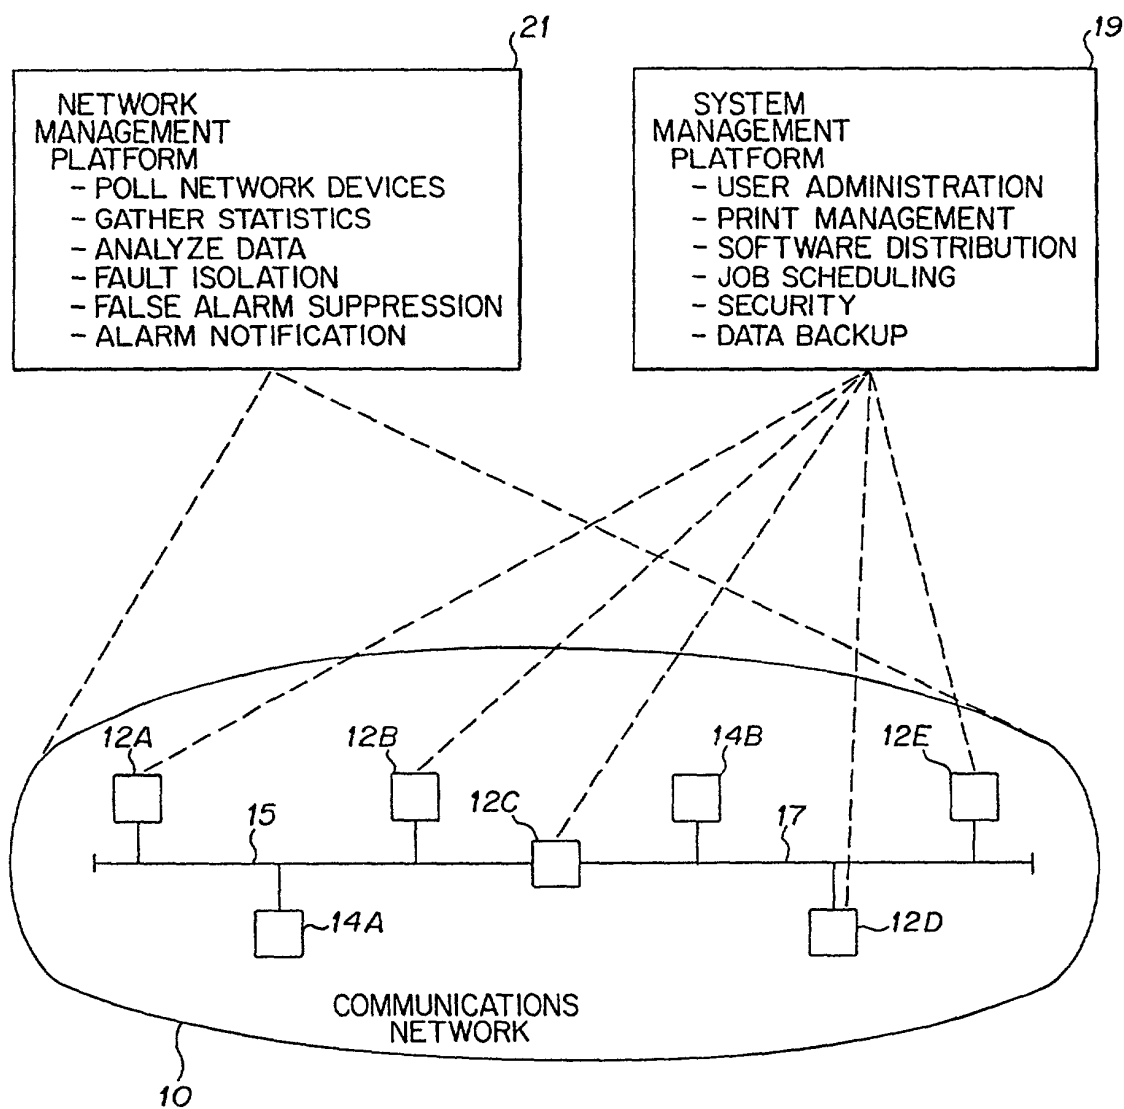 21
19
NETWORK
MANAGEMENT
PLATFORM
- POLL NETWORK DEVICES
- GATHER STATISTICS
- ANALYZE DATA
- FAULT ISOLATION
- FALSE ALARM SUPPRESSION
- ALARM NOTIFICATION
SYSTEM
MANAGEMENT
PLATFORM
- USER ADMINISTRATION
- PRINT MANAGEMENT
- SOFTWARE DISTRIBUTION
- JOB SCHEDULING
- SECURITY
- DATA BACKUP
12A
12B
14B
12E
12C
15
17
14A
12D
COMMUNICATIONS
NETWORK
10